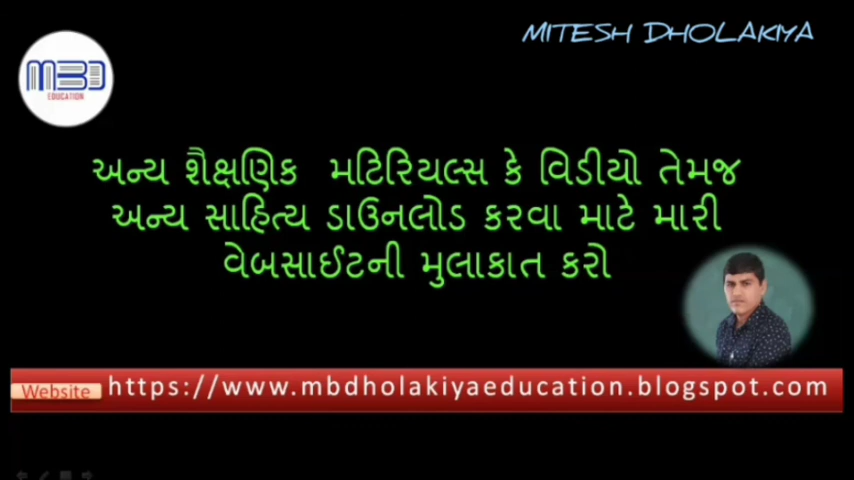 MITESH DHOLAKIYA
MBD
EDUCATION
અન્ય શૈક્ષણિક મટિરિયલ્સ કે વિડીયો તેમજ
અન્ય સાહિત્ય ડાઉનલોડ કરવા માટે મારી
વેબસાઈટની મુલાકાત કરો
Website https://www.mbdholakiyaeducation.blogspot.com